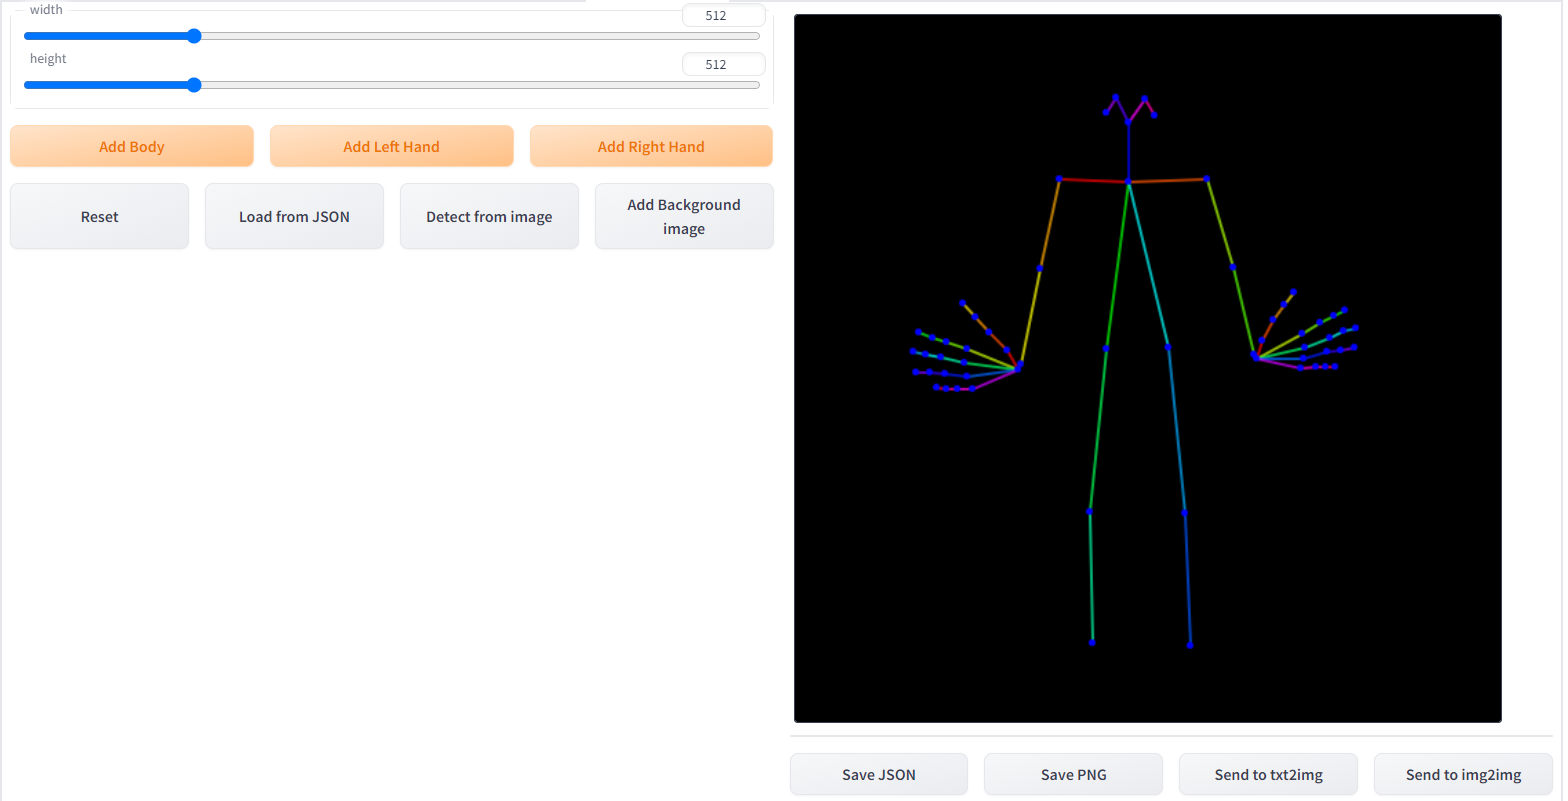 width
512
height
512
Add Body
Add Left Hand
Add Right Hand
Reset
Load from JSON
Detect from image
Add Background
image
Save JSON
Save PNG
Send to txt2img
Send to img2img